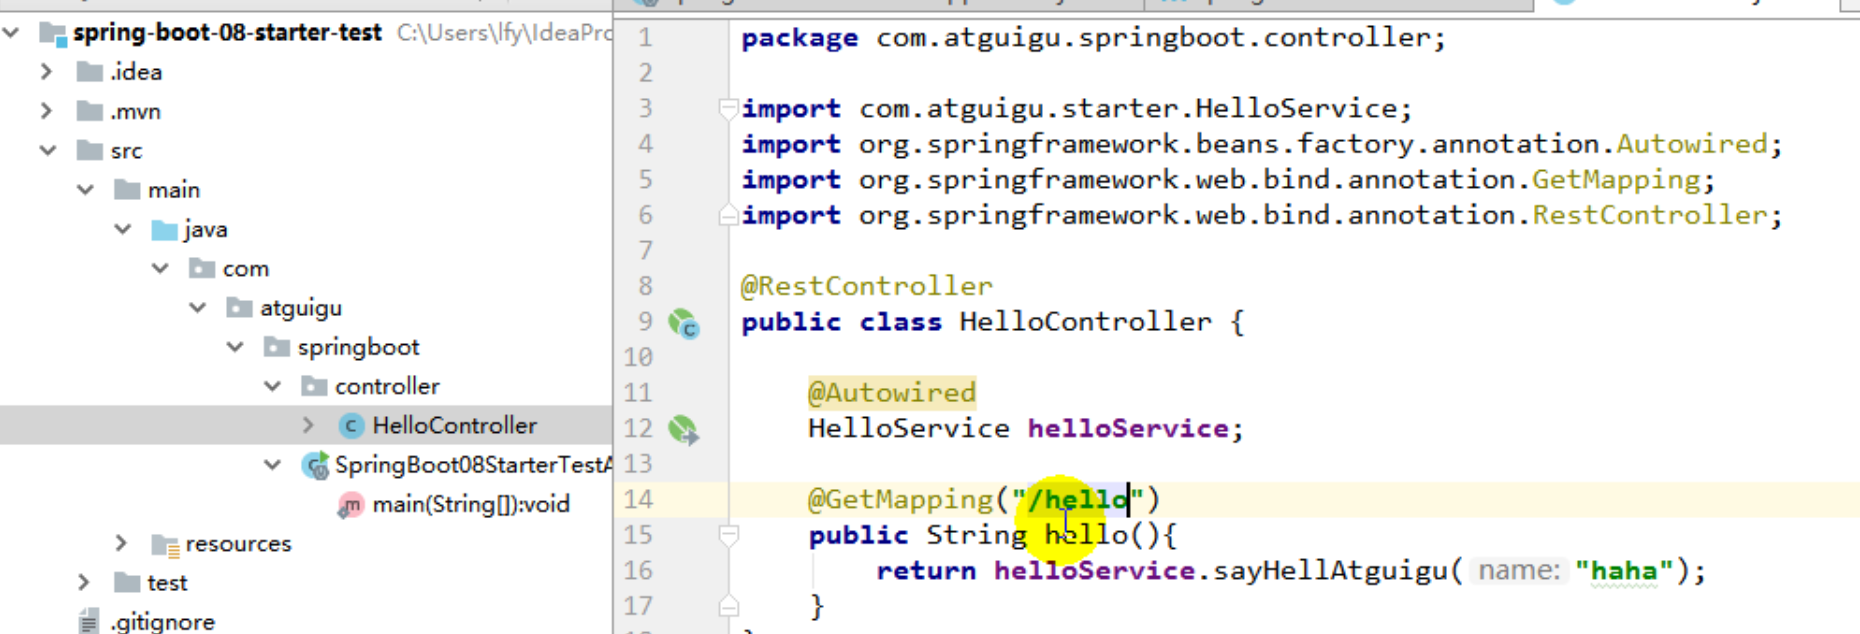 spring-boot-08-starter-test C:\Users\lfy\IdeaPro
.idea
.mvn
src
main
java
com
atguigu
springboot
controller
HelloController
SpringBoot08StarterTestA
main(String[]):void
resources
test
.gitignore
1 package com.atguigu.springboot.controller;
2
3 import com.atguigu.starter.HelloService;
4 import org.springframework.beans.factory.annotation.Autowired;
5 import org.springframework.web.bind.annotation.GetMapping;
6 import org.springframework.web.bind.annotation.RestController;
7
8 @RestController
9 public class HelloController {
10
11 @Autowired
12 HelloService helloService;
13
14 @GetMapping("/hello")
15 public String hello(){
16 return helloService.sayHellAtguigu( name: "haha");
17 }